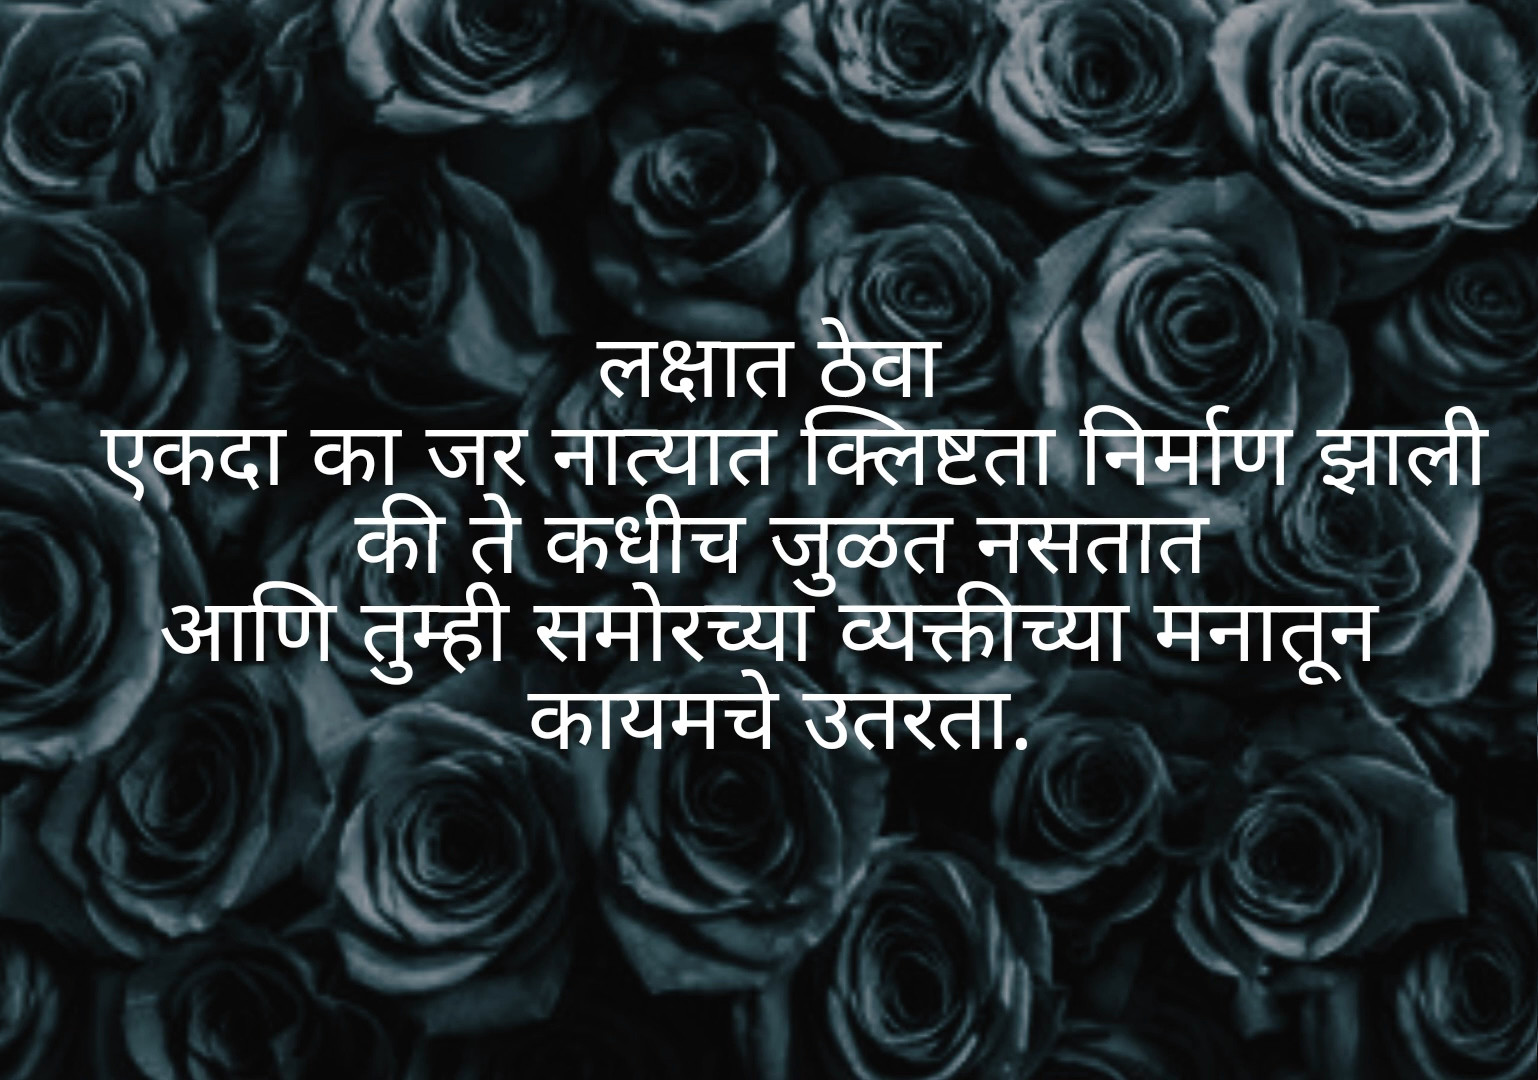 लक्षात ठेवा
एकदा का जर नात्यात क्लिष्टता निर्माण झाली
की ते कधीच जुळत नसतात
आणि तुम्ही समोरच्या व्यक्तीच्या मनातून
कायमचे उतरता.